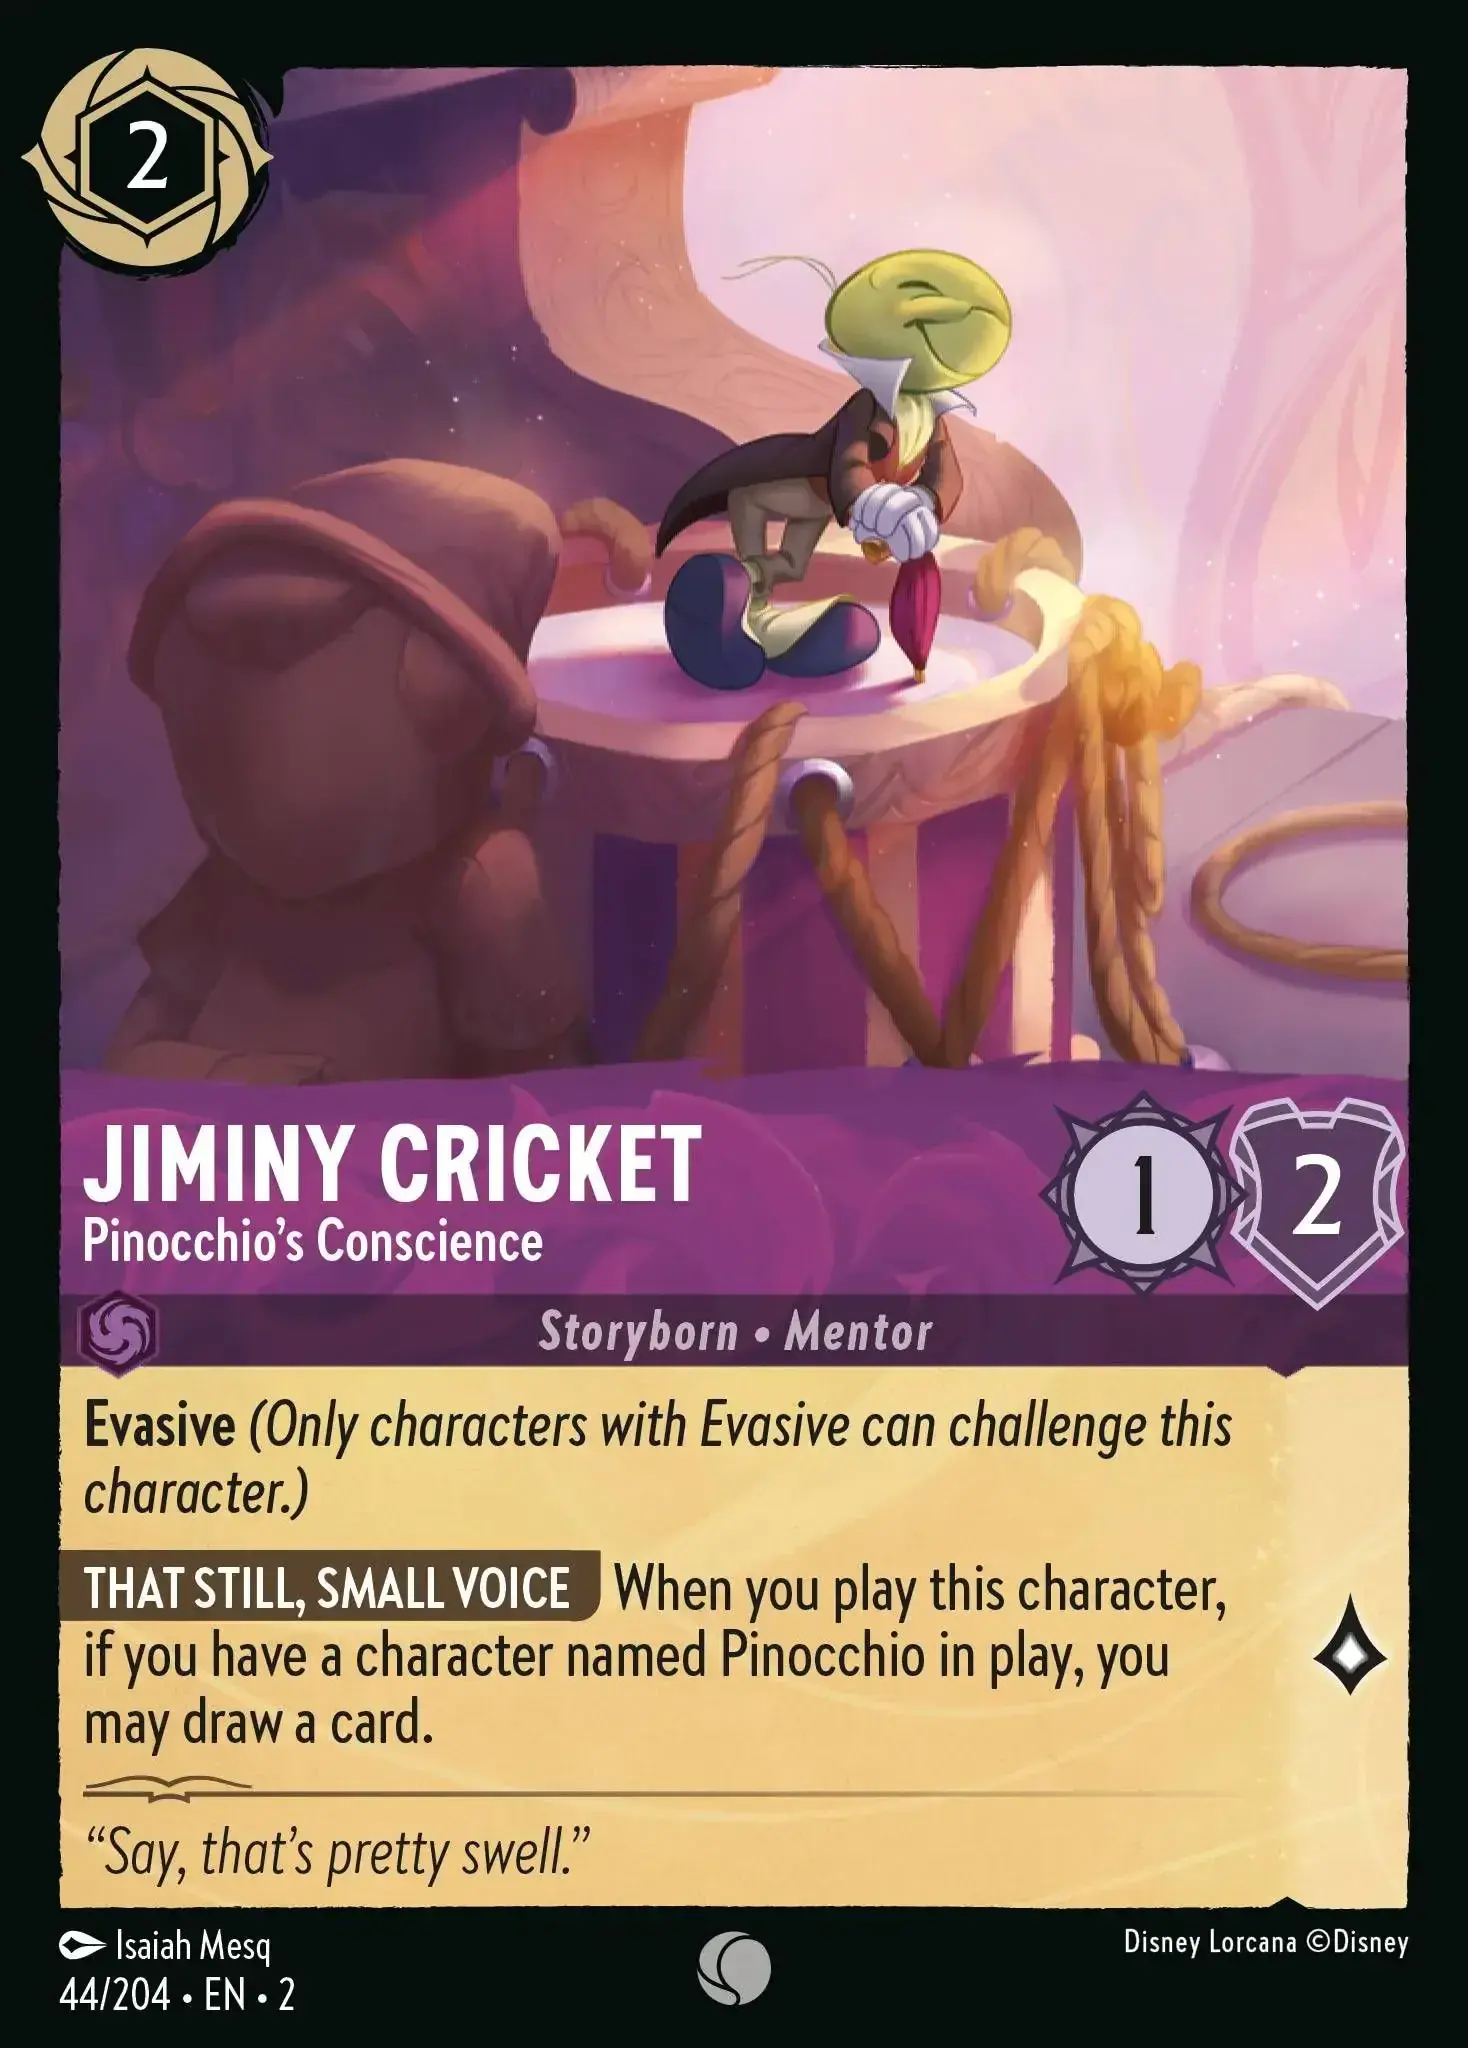 2
JIMINY CRICKET
Pinocchio's Conscience
1
2
Storyborn • Mentor
Evasive (Only characters with Evasive can challenge this
character.)
THAT STILL, SMALL VOICE When you play this character,
if you have a character named Pinocchio in play, you
may draw a card.
“Say, that's pretty swell.”
Isaiah Mesq
Disney Lorcana ©Disney
44/204 • EN • 2